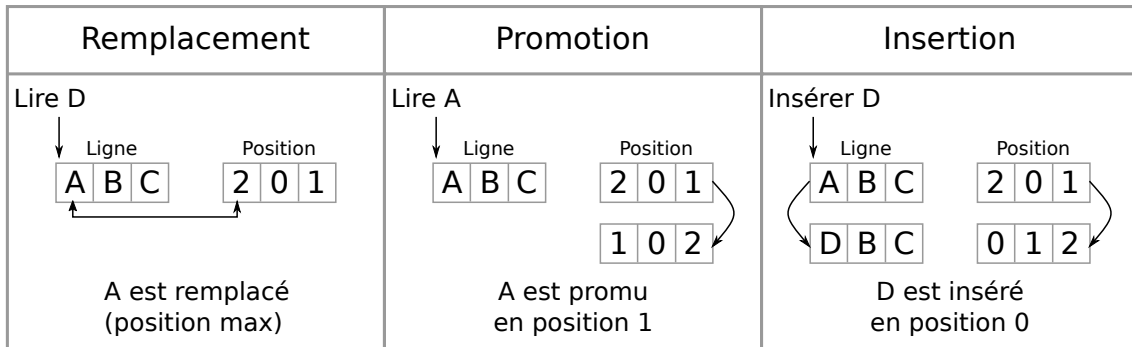 Remplacement
Promotion
Insertion
Lire D
Ligne
Position
A B C
2 0 1
A est remplacé
(position max)
Lire A
Ligne
Position
A B C
2 0 1
1 0 2
A est promu
en position 1
Insérer D
Ligne
Position
A B C
2 0 1
D B C
0 1 2
D est inséré
en position 0